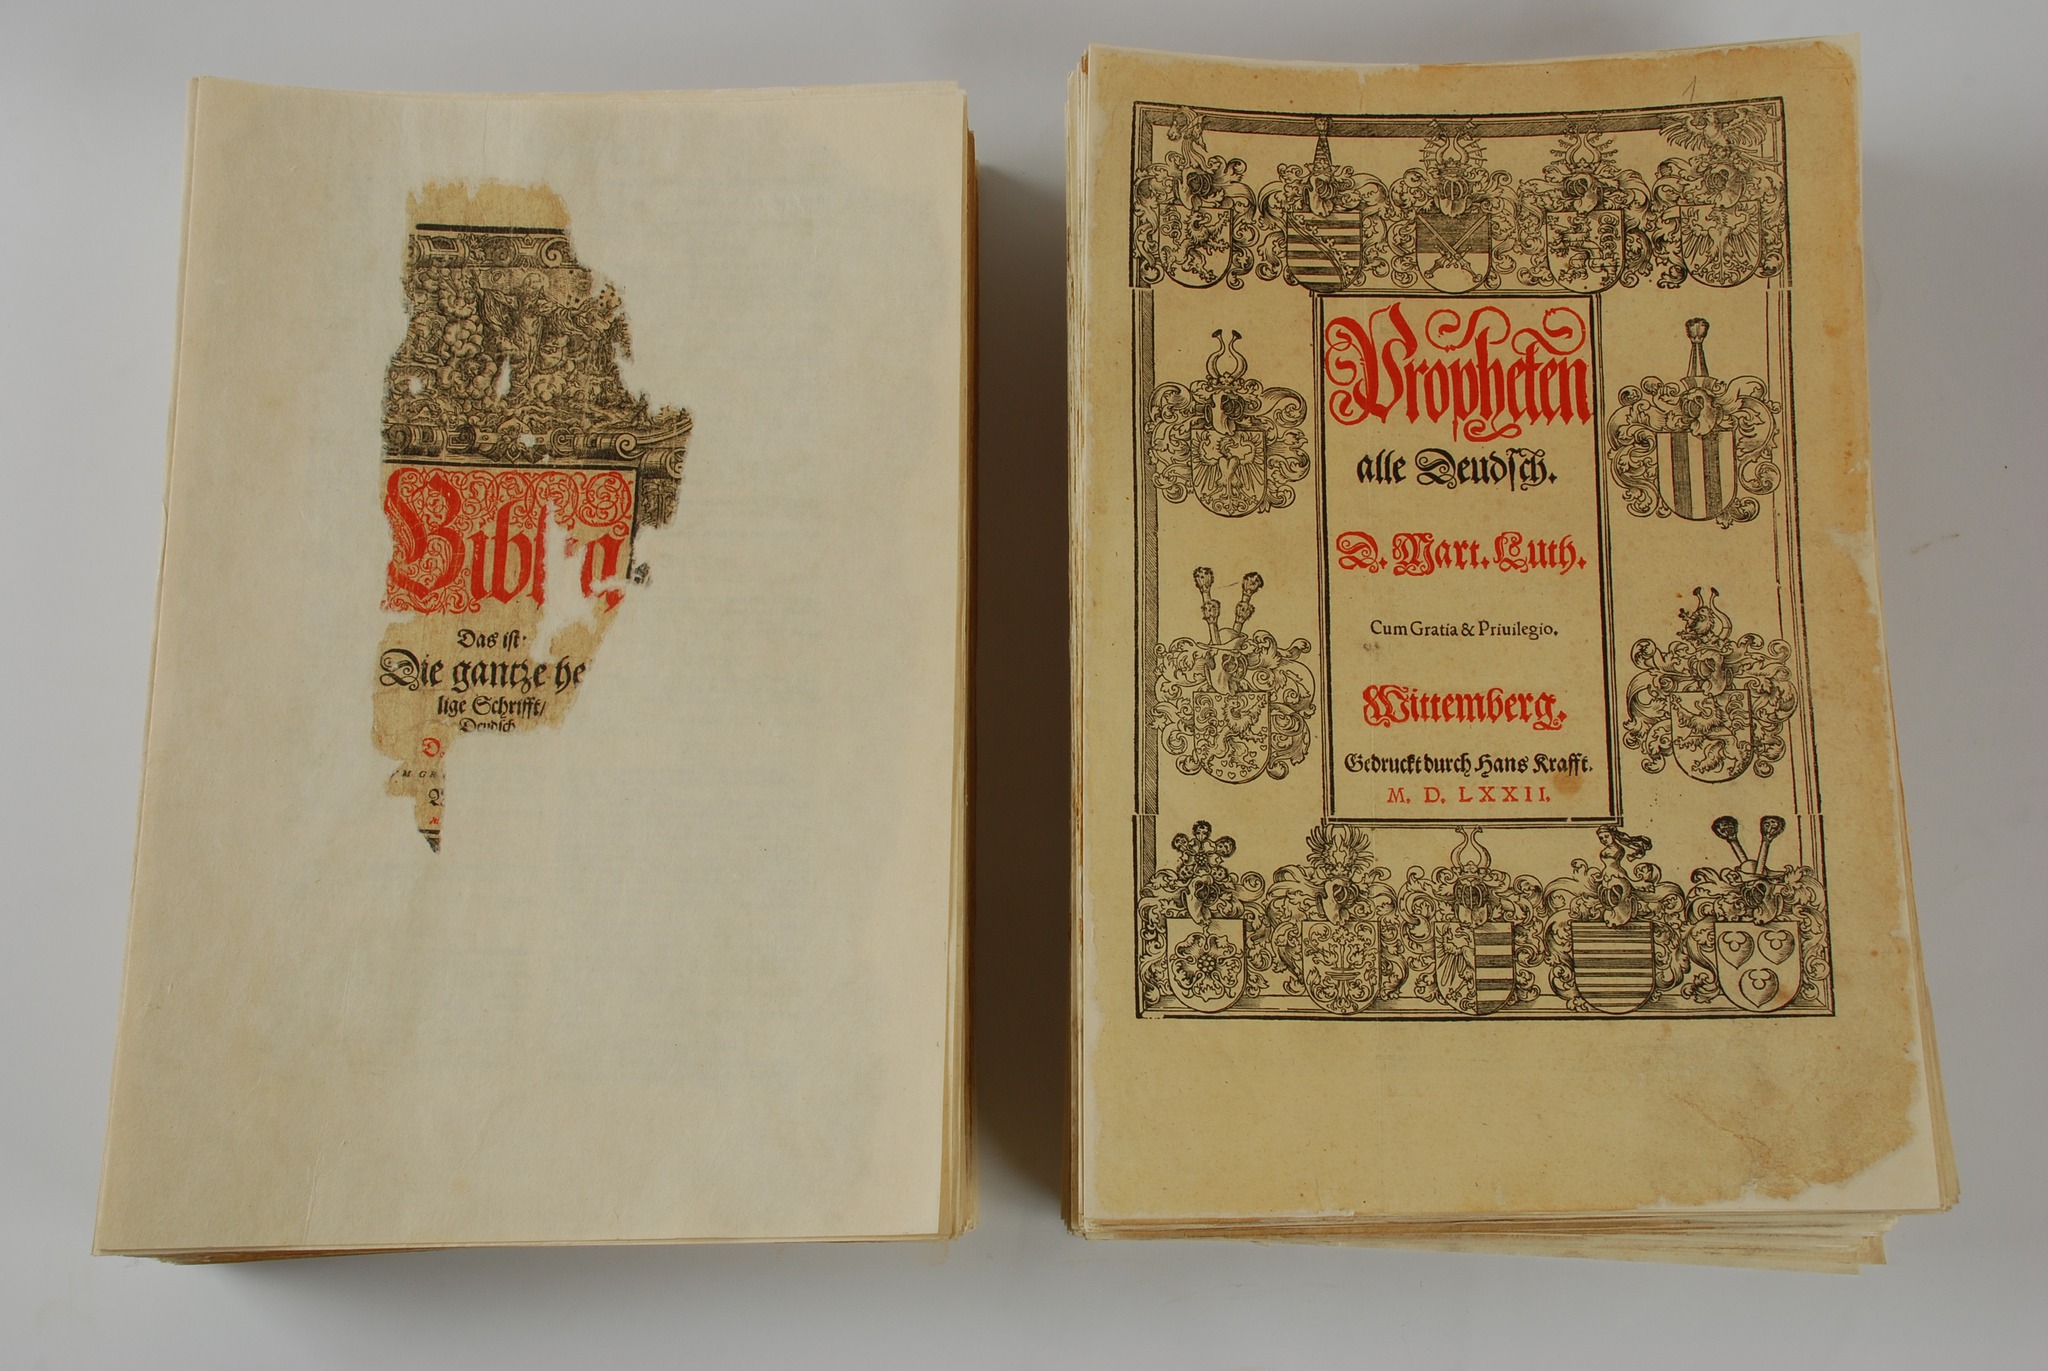 Bibl
Das ist
Die gantze he
lige Schrifft/
Deudsch
D.
M GR
1
Propheten
alle Deudſch.
D. Mart. Luth.
Cum Gratia & Priuilegio.
Wittemberg.
Gedruckt durch Hans Krafft.
M. D. LXXII.